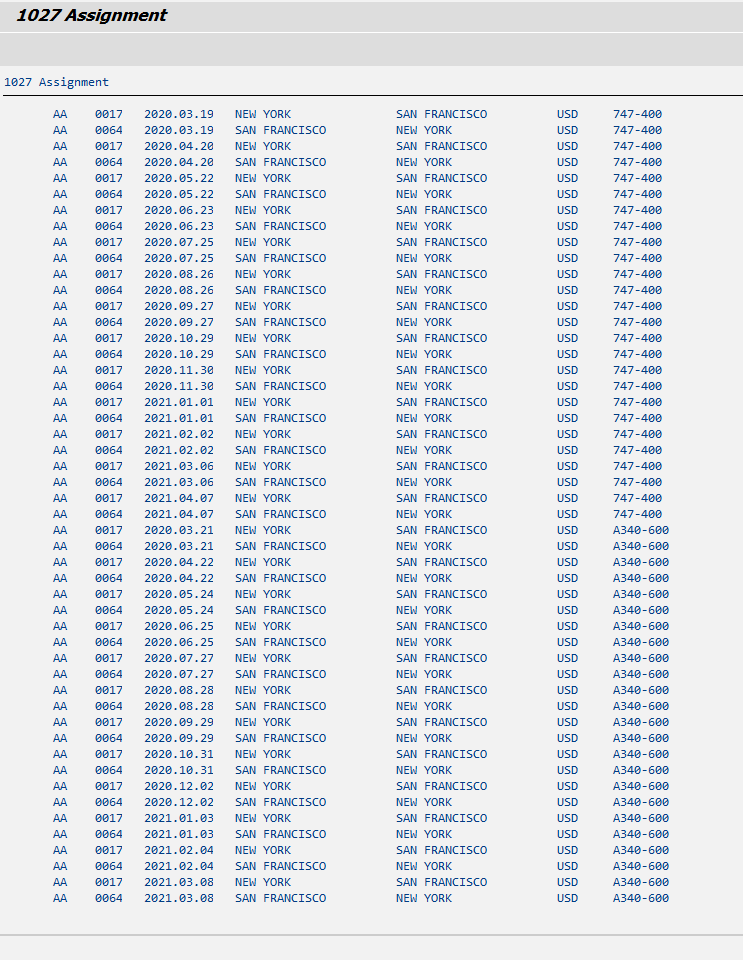 1027 Assignment
1027 Assignment
AA 0017 2020.03.19 NEW YORK SAN FRANCISCO USD 747-400
AA 0064 2020.03.19 SAN FRANCISCO NEW YORK USD 747-400
AA 0017 2020.04.20 NEW YORK SAN FRANCISCO USD 747-400
AA 0064 2020.04.20 SAN FRANCISCO NEW YORK USD 747-400
AA 0017 2020.05.22 NEW YORK SAN FRANCISCO USD 747-400
AA 0064 2020.05.22 SAN FRANCISCO NEW YORK USD 747-400
AA 0017 2020.06.23 NEW YORK SAN FRANCISCO USD 747-400
AA 0064 2020.06.23 SAN FRANCISCO NEW YORK USD 747-400
AA 0017 2020.07.25 NEW YORK SAN FRANCISCO USD 747-400
AA 0064 2020.07.25 SAN FRANCISCO NEW YORK USD 747-400
AA 0017 2020.08.26 NEW YORK SAN FRANCISCO USD 747-400
AA 0064 2020.08.26 SAN FRANCISCO NEW YORK USD 747-400
AA 0017 2020.09.27 NEW YORK SAN FRANCISCO USD 747-400
AA 0064 2020.09.27 SAN FRANCISCO NEW YORK USD 747-400
AA 0017 2020.10.29 NEW YORK SAN FRANCISCO USD 747-400
AA 0064 2020.10.29 SAN FRANCISCO NEW YORK USD 747-400
AA 0017 2020.11.30 NEW YORK SAN FRANCISCO USD 747-400
AA 0064 2020.11.30 SAN FRANCISCO NEW YORK USD 747-400
AA 0017 2021.01.01 NEW YORK SAN FRANCISCO USD 747-400
AA 0064 2021.01.01 SAN FRANCISCO NEW YORK USD 747-400
AA 0017 2021.02.02 NEW YORK SAN FRANCISCO USD 747-400
AA 0064 2021.02.02 SAN FRANCISCO NEW YORK USD 747-400
AA 0017 2021.03.06 NEW YORK SAN FRANCISCO USD 747-400
AA 0064 2021.03.06 SAN FRANCISCO NEW YORK USD 747-400
AA 0017 2021.04.07 NEW YORK SAN FRANCISCO USD 747-400
AA 0064 2021.04.07 SAN FRANCISCO NEW YORK USD 747-400
AA 0017 2020.03.21 NEW YORK SAN FRANCISCO USD A340-600
AA 0064 2020.03.21 SAN FRANCISCO NEW YORK USD A340-600
AA 0017 2020.04.22 NEW YORK SAN FRANCISCO USD A340-600
AA 0064 2020.04.22 SAN FRANCISCO NEW YORK USD A340-600
AA 0017 2020.05.24 NEW YORK SAN FRANCISCO USD A340-600
AA 0064 2020.05.24 SAN FRANCISCO NEW YORK USD A340-600
AA 0017 2020.06.25 NEW YORK SAN FRANCISCO USD A340-600
AA 0064 2020.06.25 SAN FRANCISCO NEW YORK USD A340-600
AA 0017 2020.07.27 NEW YORK SAN FRANCISCO USD A340-600
AA 0064 2020.07.27 SAN FRANCISCO NEW YORK USD A340-600
AA 0017 2020.08.28 NEW YORK SAN FRANCISCO USD A340-600
AA 0064 2020.08.28 SAN FRANCISCO NEW YORK USD A340-600
AA 0017 2020.09.29 NEW YORK SAN FRANCISCO USD A340-600
AA 0064 2020.09.29 SAN FRANCISCO NEW YORK USD A340-600
AA 0017 2020.10.31 NEW YORK SAN FRANCISCO USD A340-600
AA 0064 2020.10.31 SAN FRANCISCO NEW YORK USD A340-600
AA 0017 2020.12.02 NEW YORK SAN FRANCISCO USD A340-600
AA 0064 2020.12.02 SAN FRANCISCO NEW YORK USD A340-600
AA 0017 2021.01.03 NEW YORK SAN FRANCISCO USD A340-600
AA 0064 2021.01.03 SAN FRANCISCO NEW YORK USD A340-600
AA 0017 2021.02.04 NEW YORK SAN FRANCISCO USD A340-600
AA 0064 2021.02.04 SAN FRANCISCO NEW YORK USD A340-600
AA 0017 2021.03.08 NEW YORK SAN FRANCISCO USD A340-600
AA 0064 2021.03.08 SAN FRANCISCO NEW YORK USD A340-600